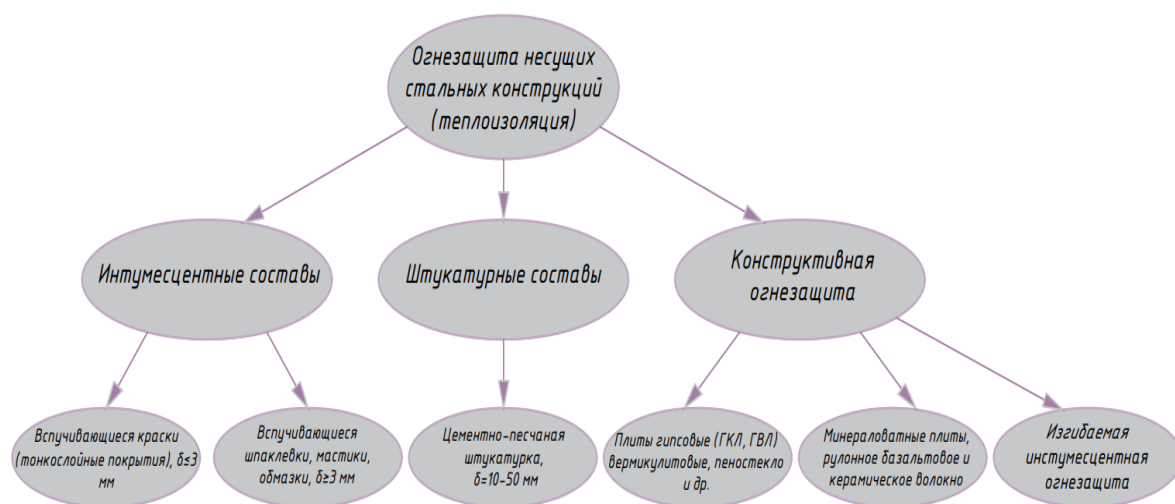 Огнезащита несущих
стальных конструкций
(теплоизоляция)
Интумесцентные составы
Штукатурные составы
Конструктивная
огнезащита
Вспучивающиеся краски
(тонкослойные покрытия), δ≤3
мм
Вспучивающиеся
шпаклевки, мастики,
обмазки, δ≥3 мм
Цементно-песчаная
штукатурка,
δ=10-50 мм
Плиты гипсовые (ГКЛ, ГВЛ)
вермикулитовые, пеностекло
и др.
Минераловатные плиты,
рулонное базальтовое и
керамическое волокно
Изгибаемая
инстумесцентная
огнезащита